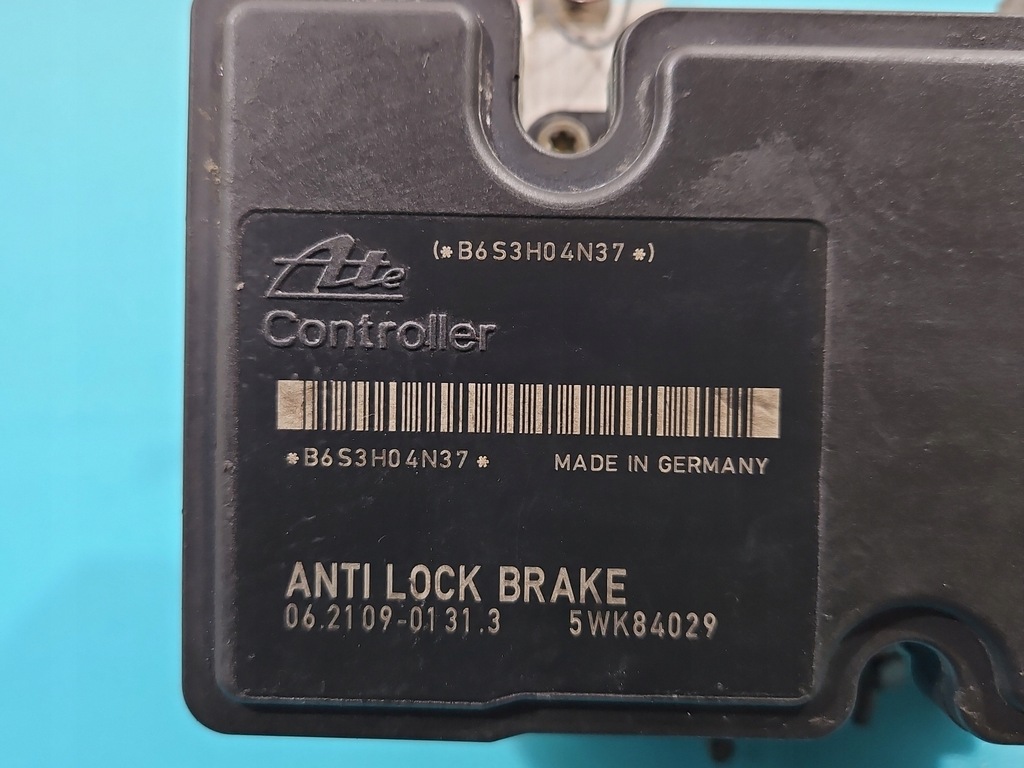 (*B6S3H04N37*)
Ate
Controller
*B6S3H04N37* MADE IN GERMANY
ANTI LOCK BRAKE
06.2109-0131.3 5WK84029